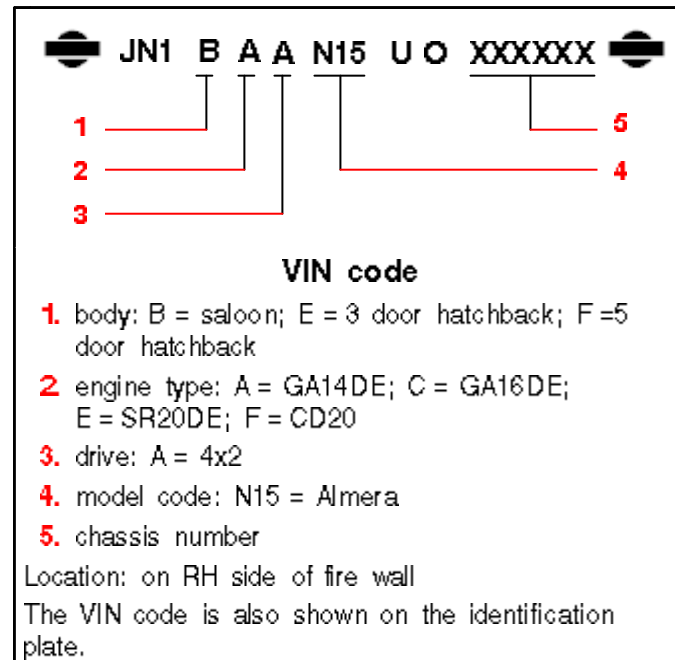 JN1 B A A N15 U O XXXXXX
1 5
2 4
3
VIN code
1. body: B = saloon; E = 3 door hatchback; F =5
door hatchback
2 engine type: A = GA14DE; C = GA16DE;
E = SR20DE; F = CD20
3. drive: A = 4x2
4. model code: N15 = Almera
5. chassis number
Location: on RH side of fire wall
The VIN code is also shown on the identification
plate.